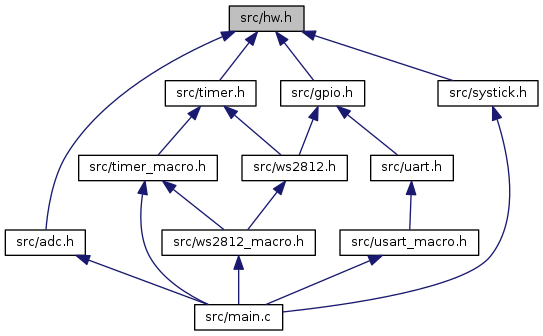 src/hw.h
src/timer.h
src/gpio.h
src/systick.h
src/timer_macro.h
src/ws2812.h
src/uart.h
src/adc.h
src/ws2812_macro.h
src/usart_macro.h
src/main.c